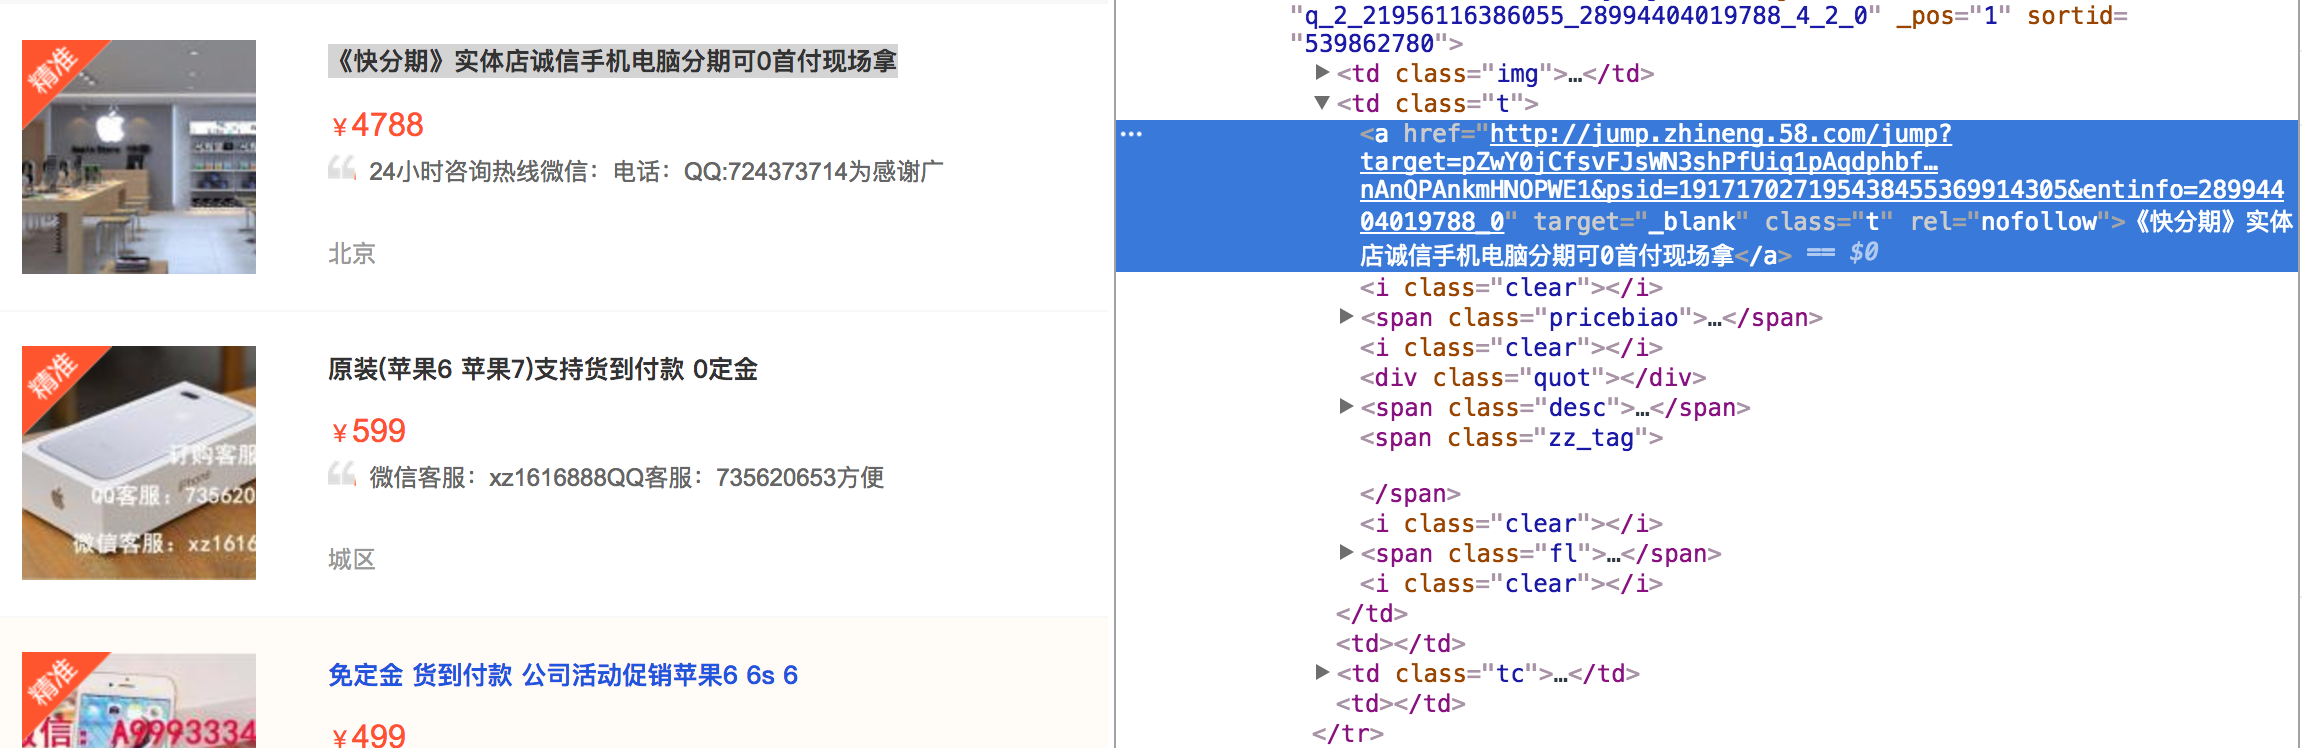 精准
《快分期》实体店诚信手机电脑分期可0首付现场拿
¥4788
24小时咨询热线微信：电话：QQ:724373714为感谢广
北京
精准
订购客服
QQ客服：735620
微信客服：xz1616
原装(苹果6 苹果7)支持货到付款 0定金
¥599
微信客服：xz1616888QQ客服：735620653方便
城区
精准
信：A9993334
免定金 货到付款 公司活动促销苹果6 6s 6
¥499
"q_2_21956116386055_28994404019788_4_2_0" _pos="1" sortid=
"539862780">
▶<td class="img">…</td>
▼<td class="t">
<a href="http://jump.zhineng.58.com/jump?
target=pZwY0jCfsvFJsWN3shPfUiq1pAqdphbf…
nAnQPAnkmHNOPWE1&psid=191717027195438455369914305&entinfo=289944
04019788_0" target="_blank" class="t" rel="nofollow">《快分期》实体
店诚信手机电脑分期可0首付现场拿</a> == $0
<i class="clear"></i>
▶<span class="pricebiao">…</span>
<i class="clear"></i>
<div class="quot"></div>
▶<span class="desc">…</span>
<span class="zz_tag">
</span>
<i class="clear"></i>
▶<span class="fl">…</span>
<i class="clear"></i>
</td>
<td></td>
▶<td class="tc">…</td>
<td></td>
</tr>